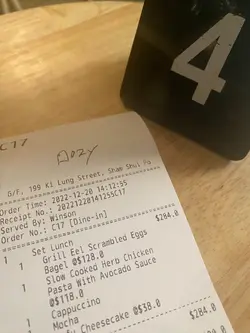 4
C17
Dozy
G/F, 199 Ki Lung Street, Sham Shui Po
Order Time: 2022-12-20 14:12:55
Receipt No.: 20221220141255C17
Served By: Winson
Order No.: C17 [Dine-in]
$284.0
1 Set Lunch
1 Grill Eel Scrambled Eggs
Bagel @$128.0
1 Slow Cooked Herb Chicken
Pasta With Avocado Sauce
@$118.0
Cappuccino
Mocha
Cheesecake @$38.0
$284.0